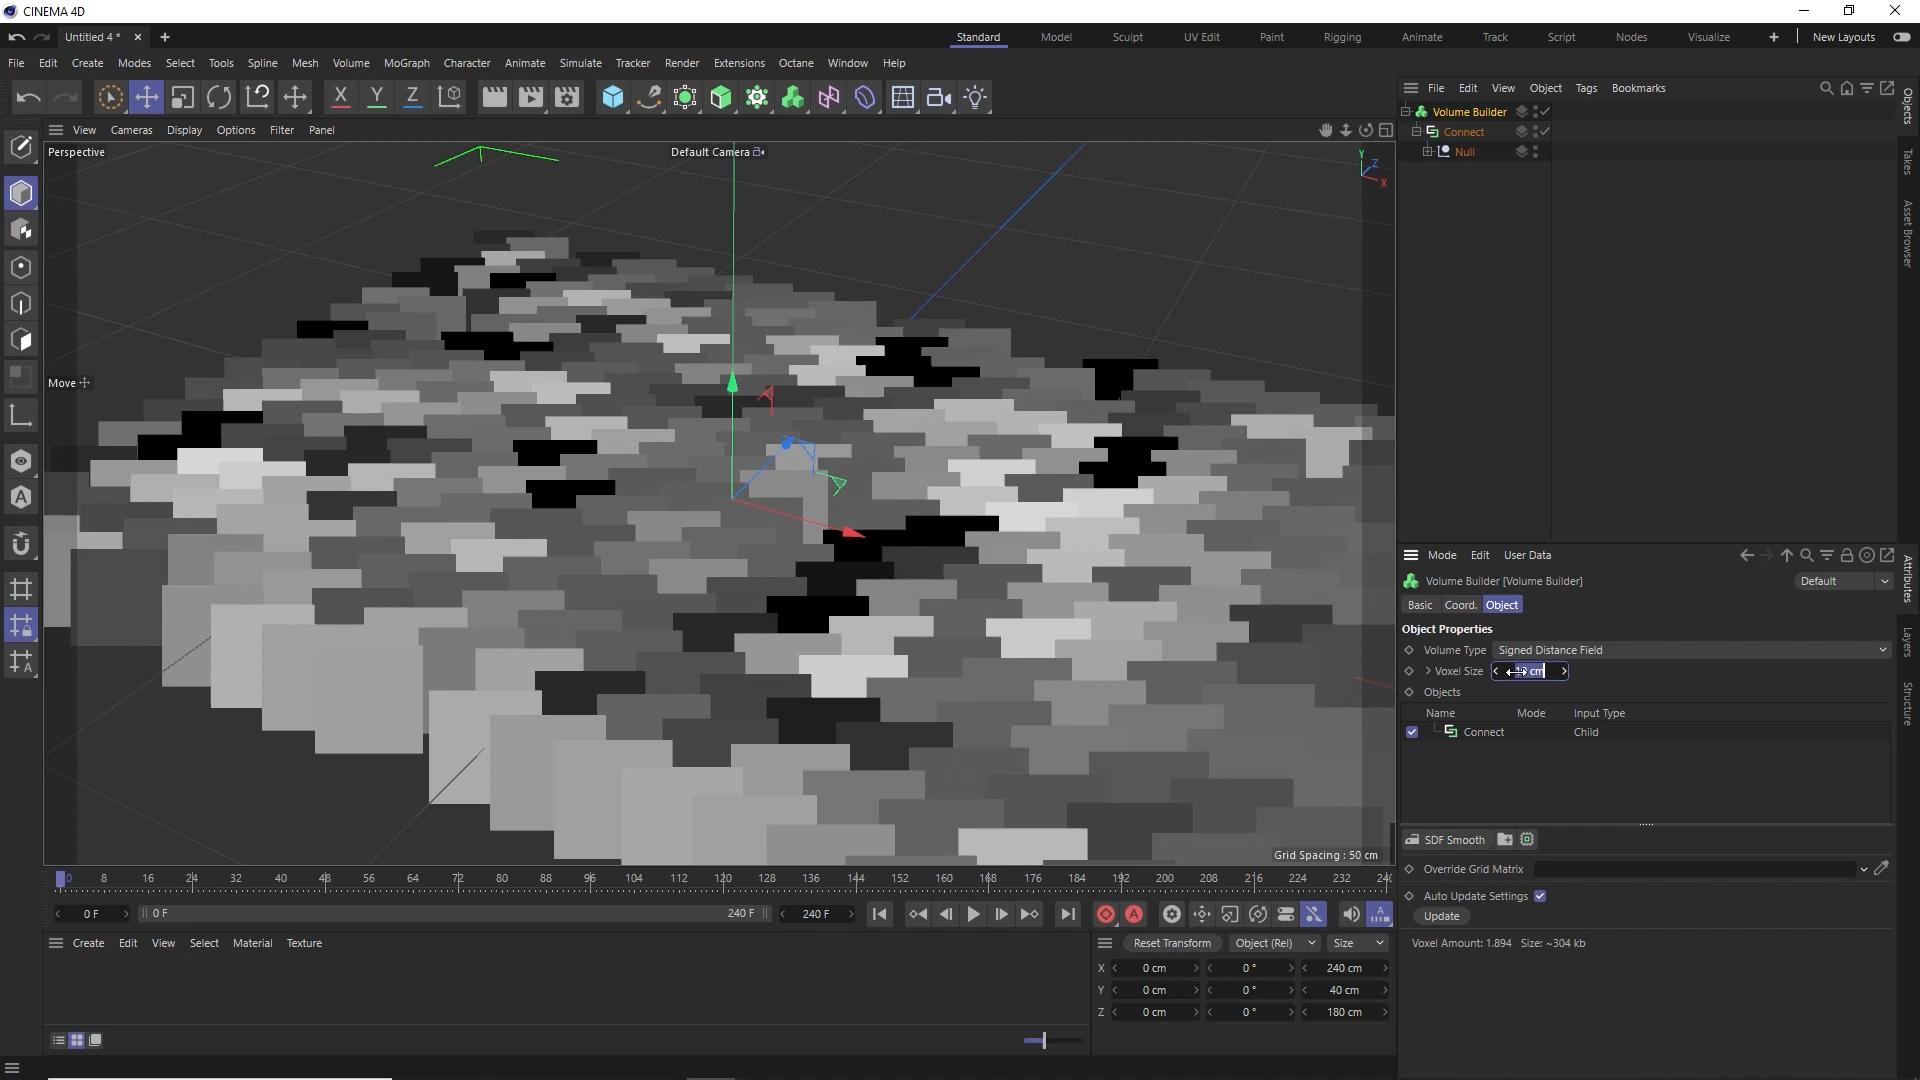 CINEMA 4D
Untitled 4 *
Standard Model Sculpt UV Edit Paint Rigging Animate Track Script Nodes Visualize New Layouts
File Edit Create Modes Select Tools Spline Mesh Volume MoGraph Character Animate Simulate Tracker Render Extensions Octane Window Help
X Y Z
File Edit View Object Tags Bookmarks
Objects
Takes
Asset Browser
Volume Builder
Connect
Null
View Cameras Display Options Filter Panel
Perspective
Default Camera
Y
Z
X
Move
Grid Spacing : 50 cm
Mode Edit User Data
Attributes
Layers
Structure
Volume Builder [Volume Builder]
Default
Basic Coord. Object
Object Properties
Volume Type Signed Distance Field
Voxel Size cm
Objects
Name Mode Input Type
Connect Child
SDF Smooth
Override Grid Matrix
Auto Update Settings
Update
Voxel Amount: 1.894 Size: ~304 kb
0 8 16 24 32 40 48 56 64 72 80 88 96 104 112 120 128 136 144 152 160 168 176 184 192 200 208 216 224 232
0 F 0 F 240 F 240 F
Create Edit View Select Material Texture
Reset Transform Object (Rel) Size
X 0 cm 0 ° 240 cm
Y 0 cm 0 ° 40 cm
Z 0 cm 0 ° 180 cm